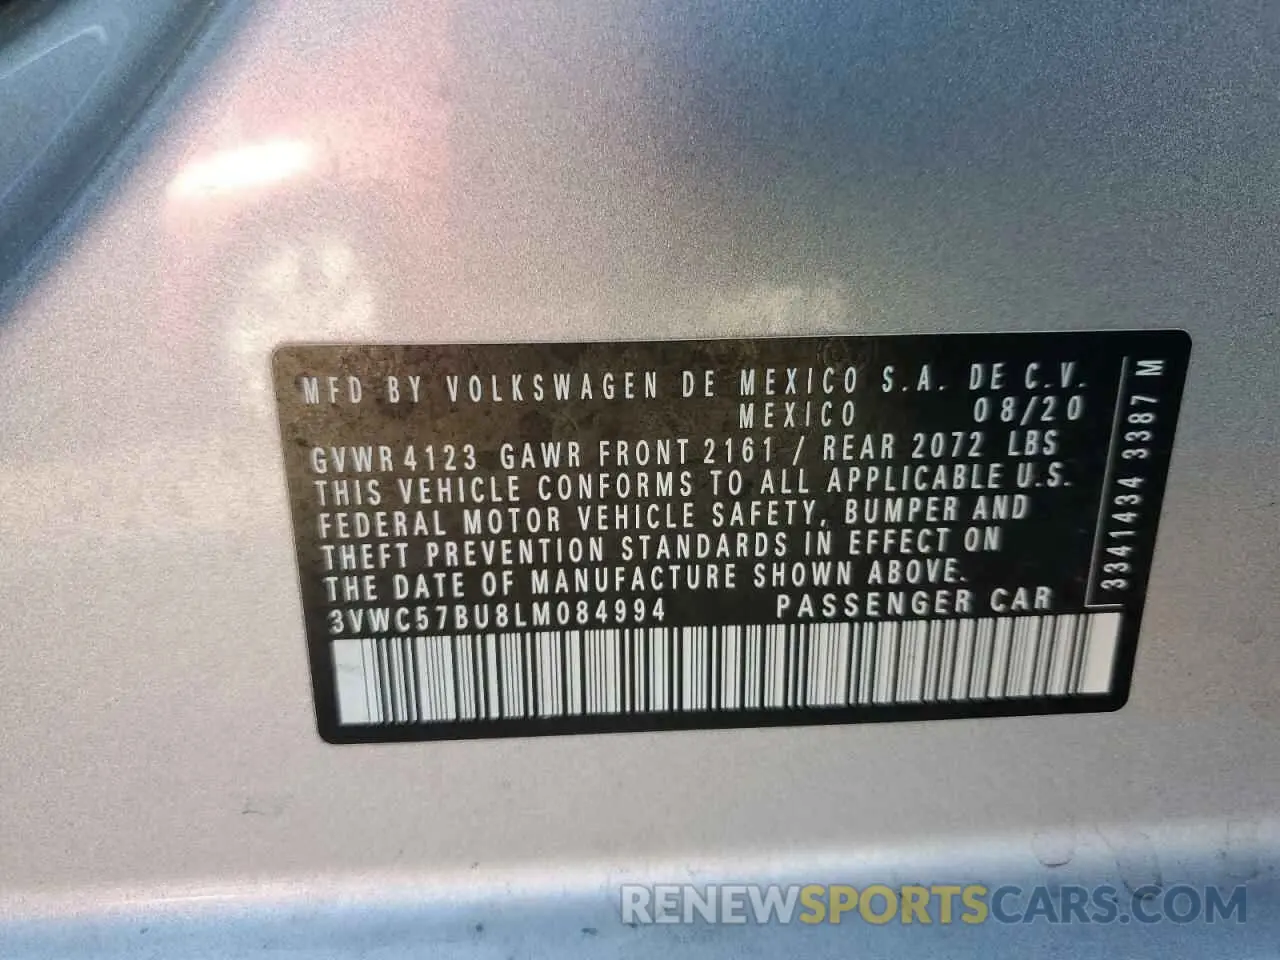 MFD BY VOLKSWAGEN DE MEXICO S.A. DE C.V.
MEXICO 08/20
GVWR 4123 GAWR FRONT 2161 / REAR 2072 LBS
THIS VEHICLE CONFORMS TO ALL APPLICABLE U.S.
FEDERAL MOTOR VEHICLE SAFETY, BUMPER AND
THEFT PREVENTION STANDARDS IN EFFECT ON
THE DATE OF MANUFACTURE SHOWN ABOVE.
3VWC57BU8LM084994 PASSENGER CAR
3341434 3387 M
RENEWSPORTSCARS.COM